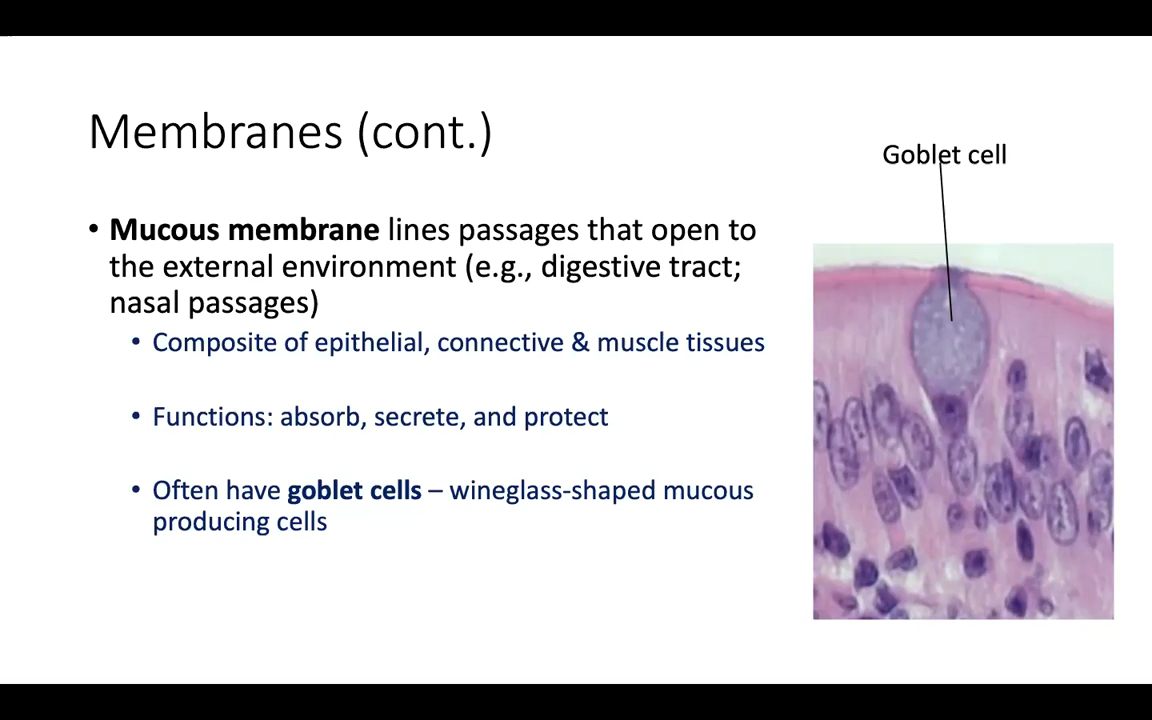 Membranes (cont.)
Goblet cell
• Mucous membrane lines passages that open to
the external environment (e.g., digestive tract;
nasal passages)
• Composite of epithelial, connective & muscle tissues
• Functions: absorb, secrete, and protect
• Often have goblet cells – wineglass-shaped mucous
producing cells